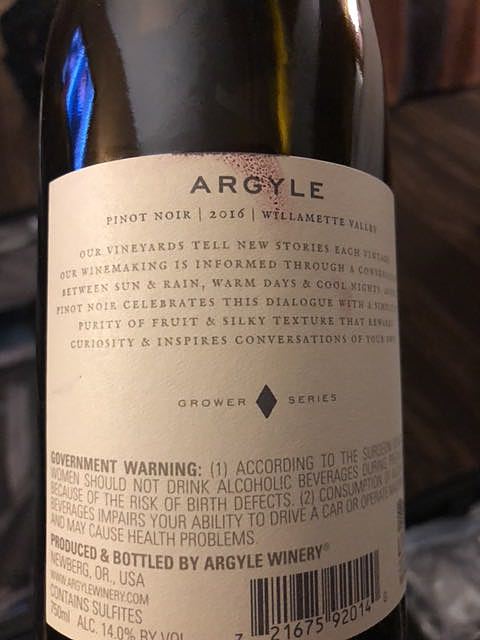 ARGYLE
PINOT NOIR | 2016 | WILLAMETTE VALLEY
OUR VINEYARDS TELL NEW STORIES EACH
OUR WINEMAKING IS INFORMED THROUGH A
BETWEEN SUN & RAIN, WARM DAYS & COOL NIGHTS.
PINOT NOIR CELEBRATES THIS DIALOGUE WITH A
PURITY OF FRUIT & SILKY TEXTURE THAT
CURIOSITY & INSPIRES CONVERSATIONS OF YOUR
GROWER SERIES
GOVERNMENT WARNING: (1) ACCORDING TO THE SURGEON
WOMEN SHOULD NOT DRINK ALCOHOLIC BEVERAGES DURING
BECAUSE OF THE RISK OF BIRTH DEFECTS. (2) CONSUMPTION
BEVERAGES IMPAIRS YOUR ABILITY TO DRIVE A CAR OR OPERATE
AND MAY CAUSE HEALTH PROBLEMS.
PRODUCED & BOTTLED BY ARGYLE WINERY®
NEWBERG, OR., USA
WWW.ARGYLEWINERY.COM
CONTAINS SULFITES
750ml ALC. 14.0% BY VOL
7 21675 92014 8